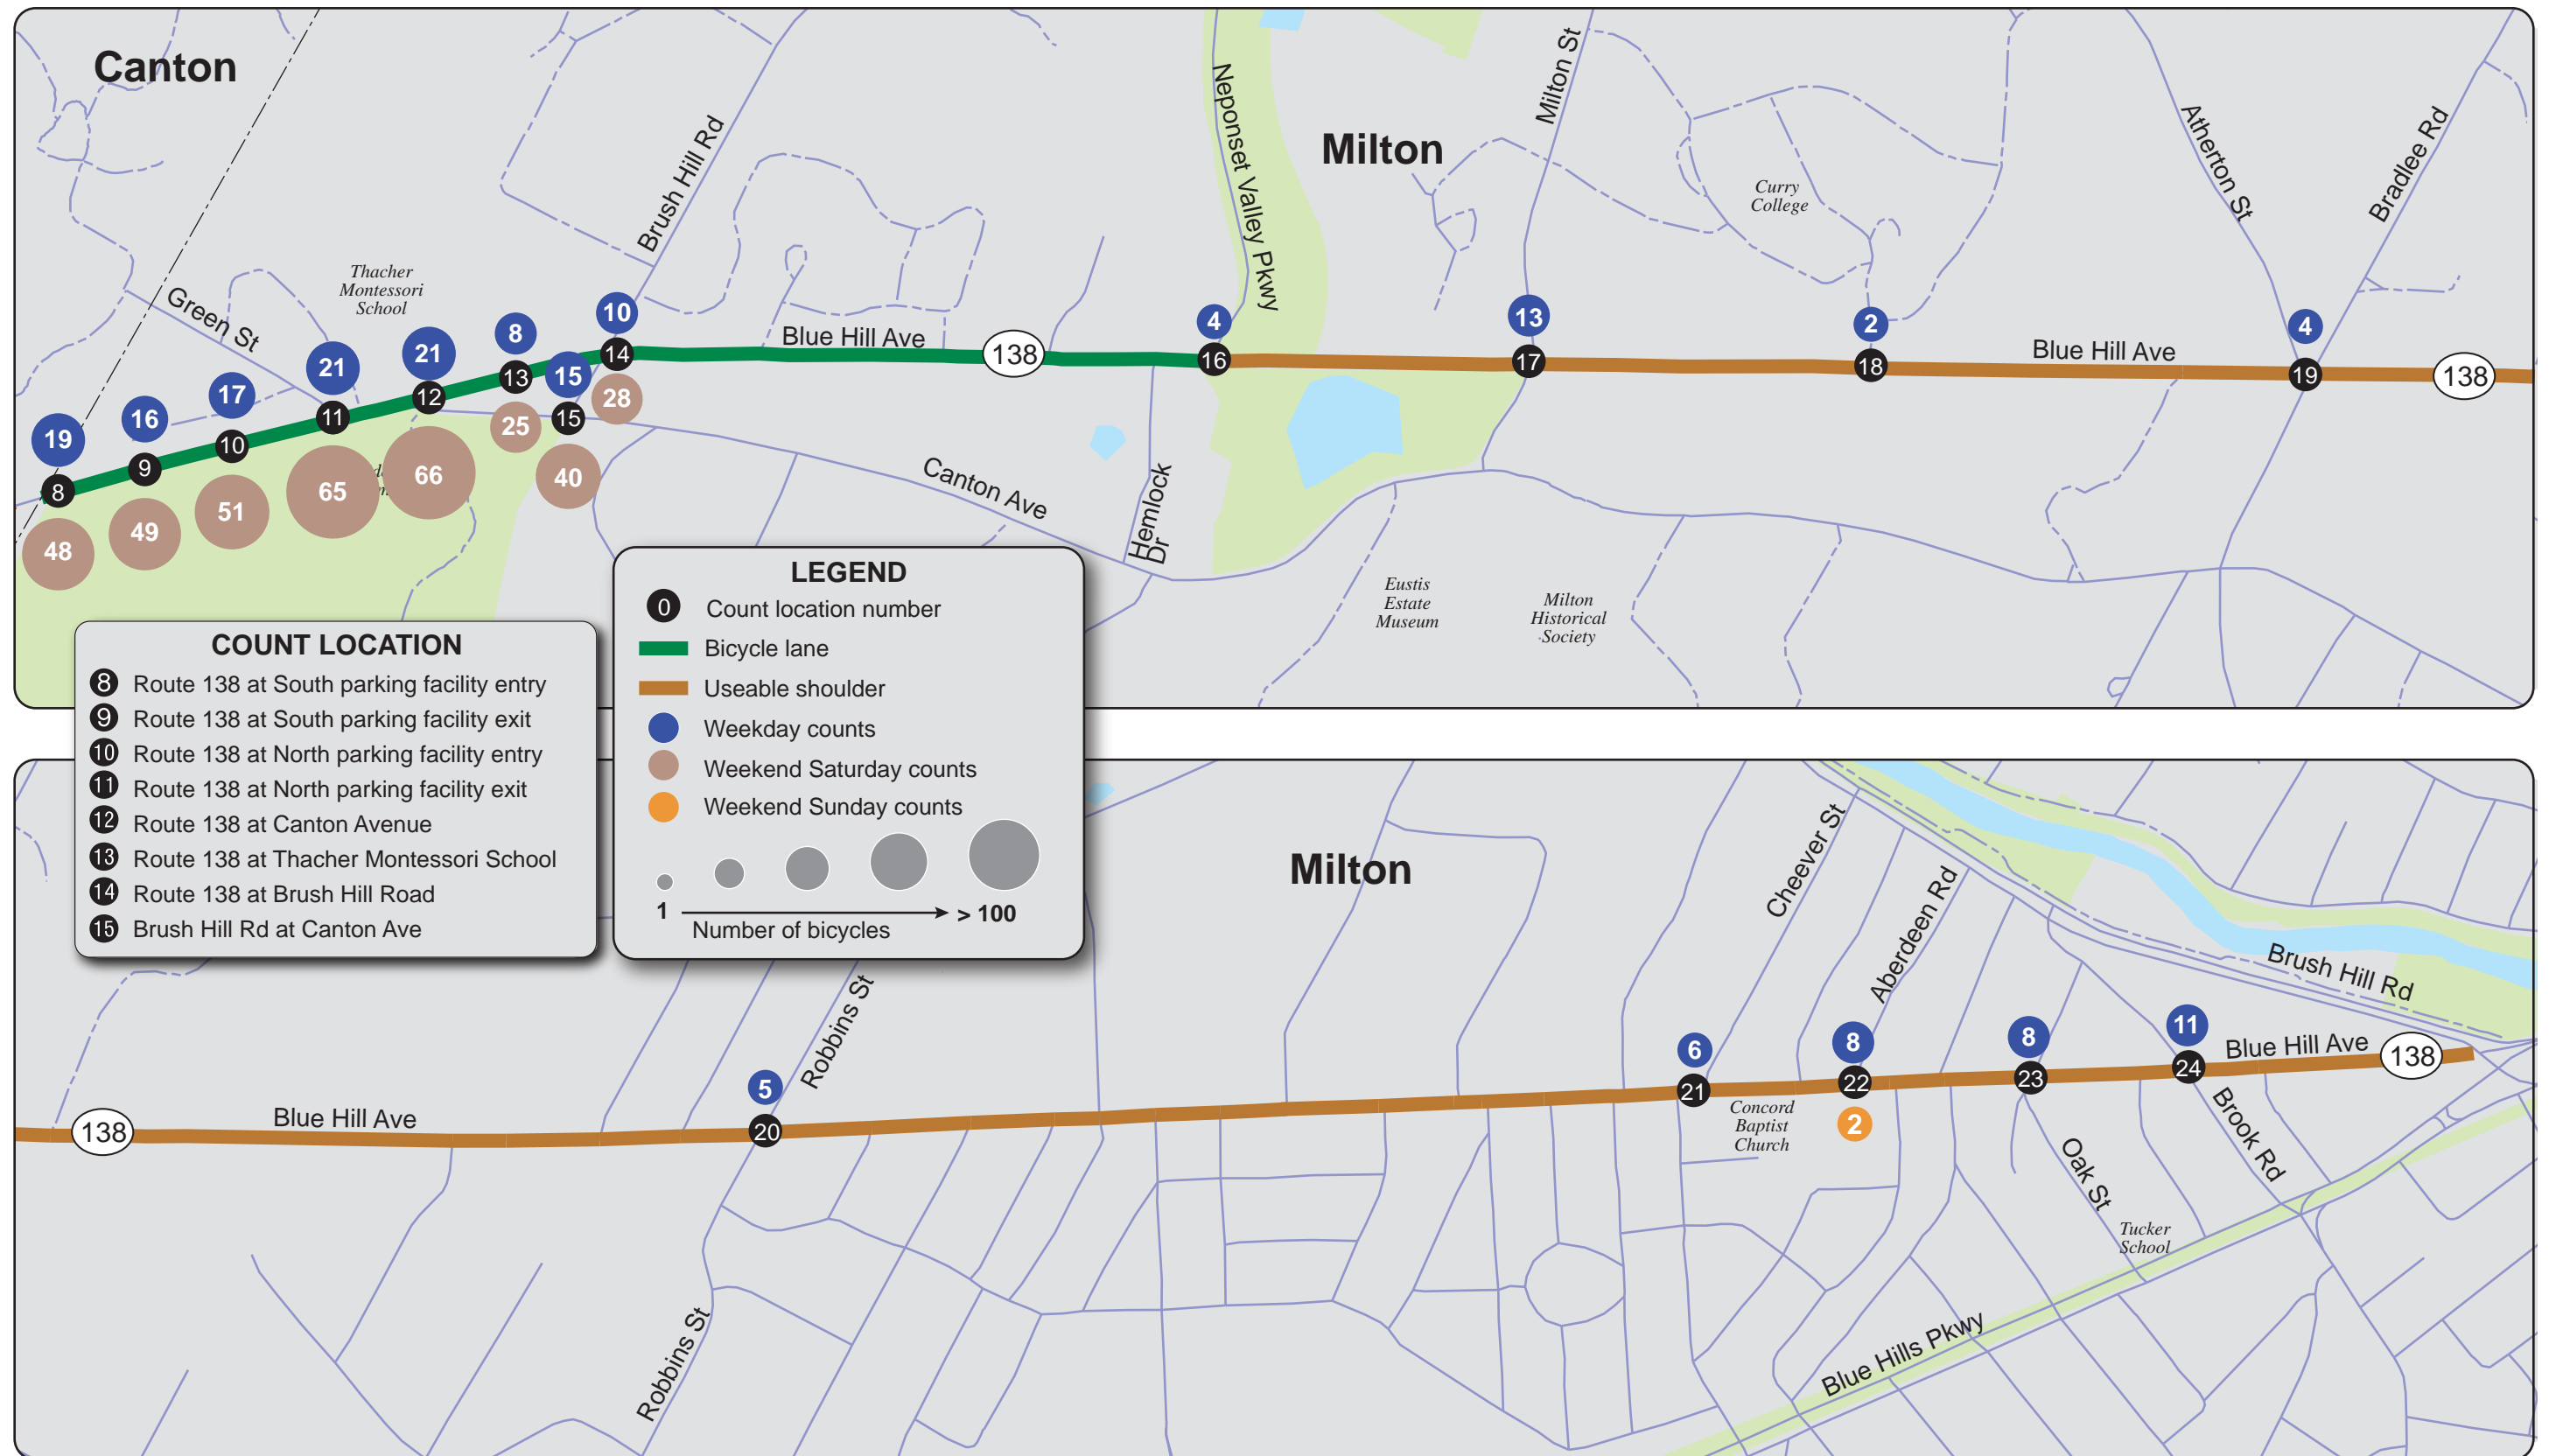 Canton
Milton
Neponset Valley Pkwy
Milton St
Atherton St
Bradlee Rd
Brush Hill Rd
Curry
College
Thacher
Montessori
School
Green St
10
8
21
21
17
16
19
15
4
13
2
4
Blue Hill Ave
138
Blue Hill Ave
138
14
13
12
11
10
9
8
15
16
17
18
19
28
25
40
66
65
51
49
48
Canton Ave
Hemlock
Dr
Eustis
Estate
Museum
Milton
Historical
Society
COUNT LOCATION
8 Route 138 at South parking facility entry
9 Route 138 at South parking facility exit
10 Route 138 at North parking facility entry
11 Route 138 at North parking facility exit
12 Route 138 at Canton Avenue
13 Route 138 at Thacher Montessori School
14 Route 138 at Brush Hill Road
15 Brush Hill Rd at Canton Ave
LEGEND
0 Count location number
Bicycle lane
Useable shoulder
Weekday counts
Weekend Saturday counts
Weekend Sunday counts
1 > 100
Number of bicycles
Milton
Cheever St
Aberdeen Rd
Brush Hill Rd
Robbins St
138
Blue Hill Ave
5
20
6
21
8
22
2
8
23
11
24
Blue Hill Ave
138
Concord
Baptist
Church
Oak St
Brook Rd
Tucker
School
Robbins St
Blue Hills Pkwy